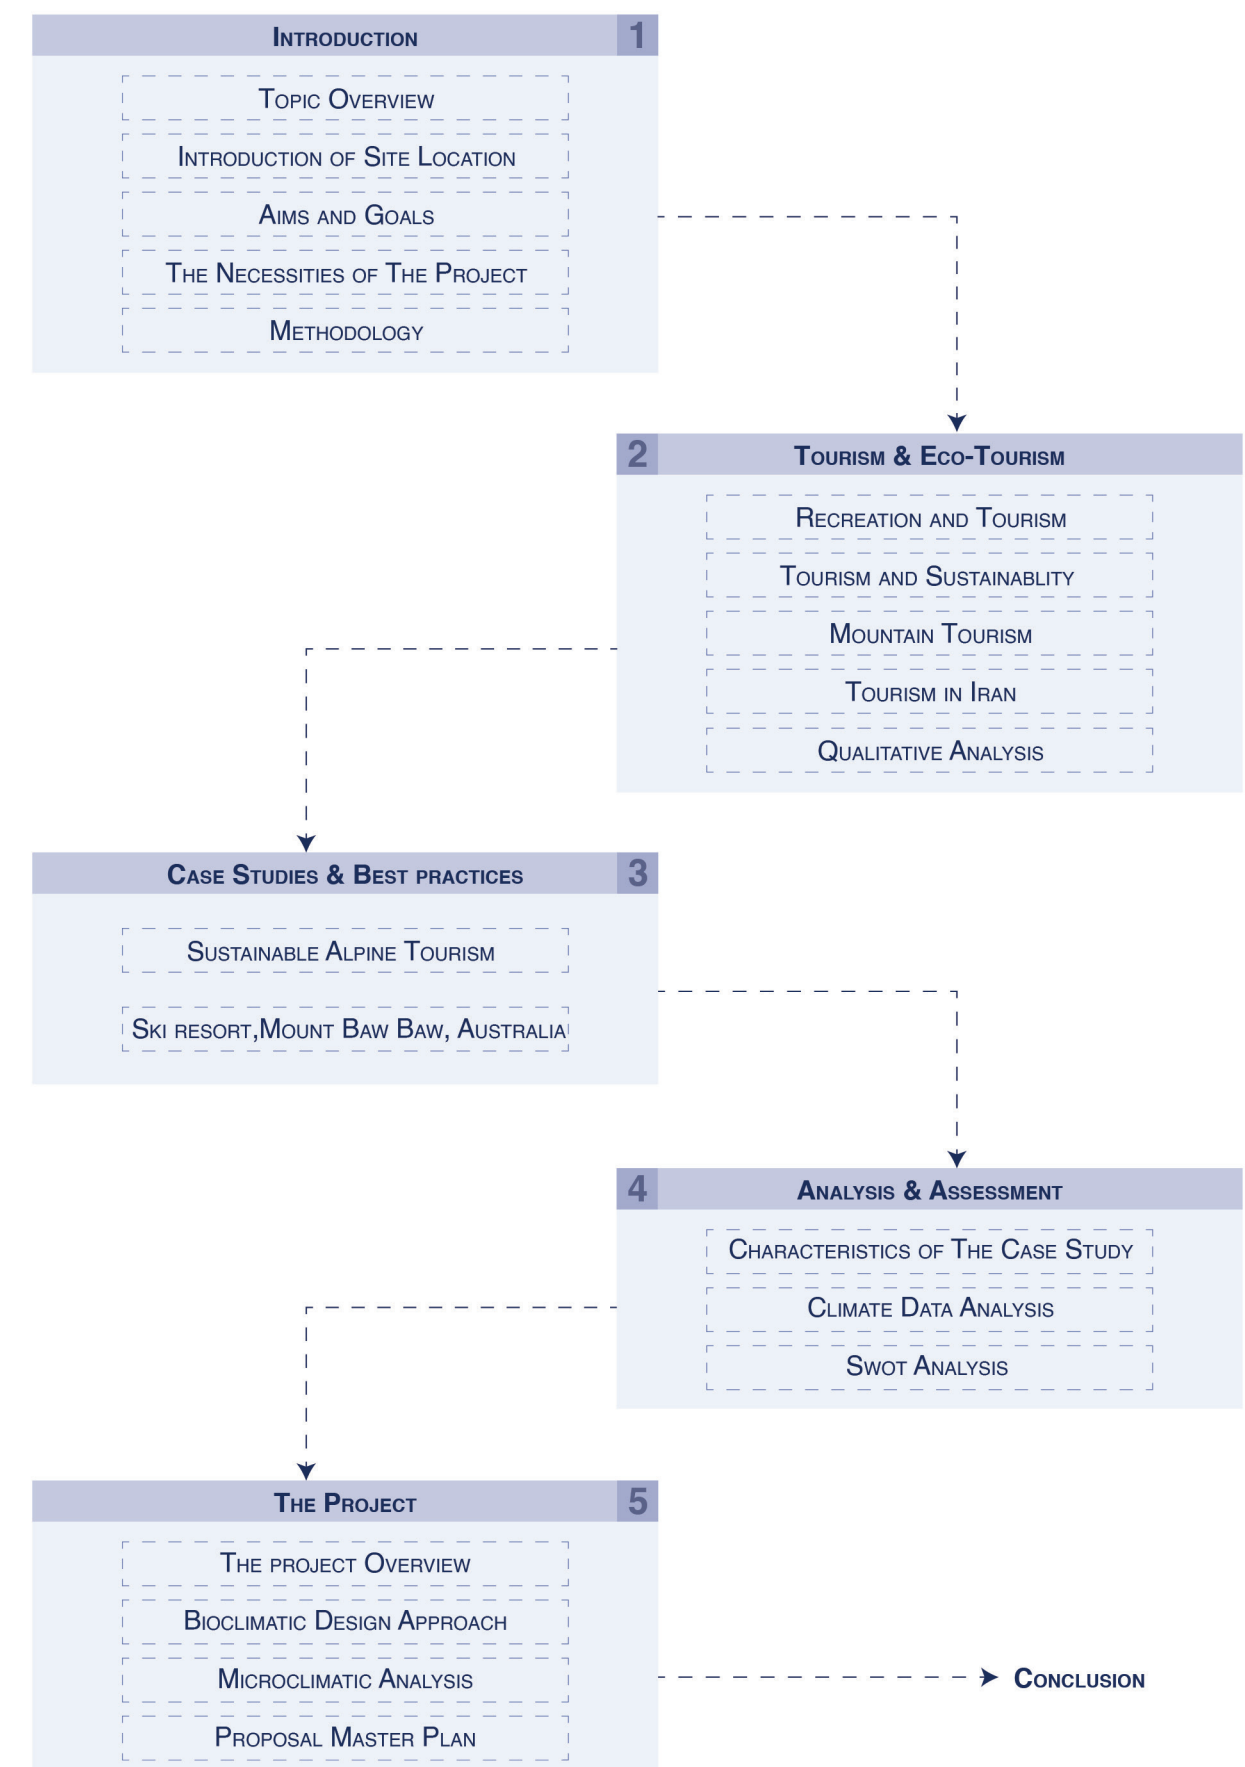 Introduction 1
Topic Overview
Introduction of Site Location
Aims and Goals
The Necessities of The Project
Methodology
2 Tourism & Eco-Tourism
Recreation and Tourism
Tourism and Sustainablity
Mountain Tourism
Tourism in Iran
Qualitative Analysis
Case Studies & Best practices 3
Sustainable Alpine Tourism
Ski resort,Mount Baw Baw, Australia
4 Analysis & Assessment
Characteristics of The Case Study
Climate Data Analysis
Swot Analysis
The Project 5
The project Overview
Bioclimatic Design Approach
Microclimatic Analysis
Conclusion
Proposal Master Plan